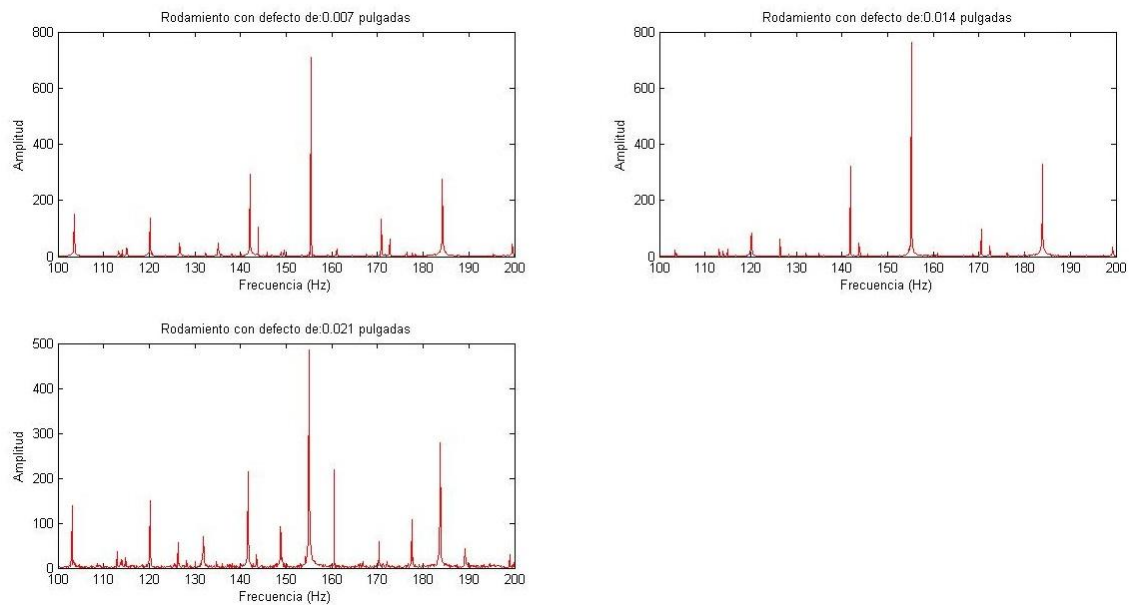 Rodamiento con defecto de:0.007 pulgadas
800
600
400
200
0
Amplitud
100 110 120 130 140 150 160 170 180 190 200
Frecuencia (Hz)
Rodamiento con defecto de:0.014 pulgadas
800
600
400
200
0
Amplitud
100 110 120 130 140 150 160 170 180 190 200
Frecuencia (Hz)
Rodamiento con defecto de:0.021 pulgadas
500
400
300
200
100
0
Amplitud
100 110 120 130 140 150 160 170 180 190 200
Frecuencia (Hz)